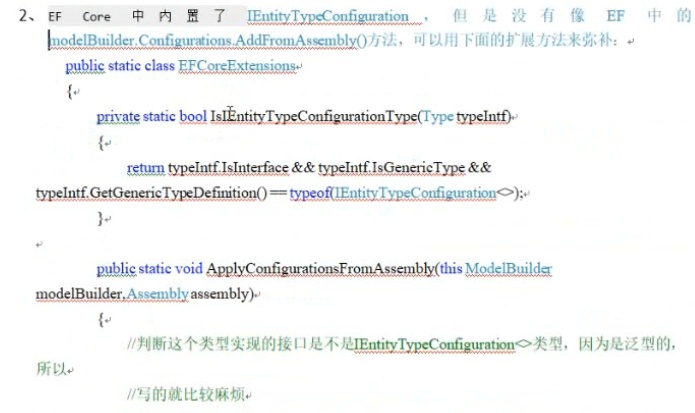 2、EF Core 中内置了 IEntityTypeConfiguration ，但是没有像 EF 中的
modelBuilder.Configurations.AddFromAssembly()方法，可以用下面的扩展方法来弥补：
public static class EFCoreExtensions
{
private static bool IsIEntityTypeConfigurationType(Type typeIntf)
{
return typeIntf.IsInterface && typeIntf.IsGenericType &&
typeIntf.GetGenericTypeDefinition() == typeof(IEntityTypeConfiguration<>);
}
public static void ApplyConfigurationsFromAssembly(this ModelBuilder
modelBuilder,Assembly assembly)
{
//判断这个类型实现的接口是不是IEntityTypeConfiguration<>类型，因为是泛型的，
所以
//写的就比较麻烦